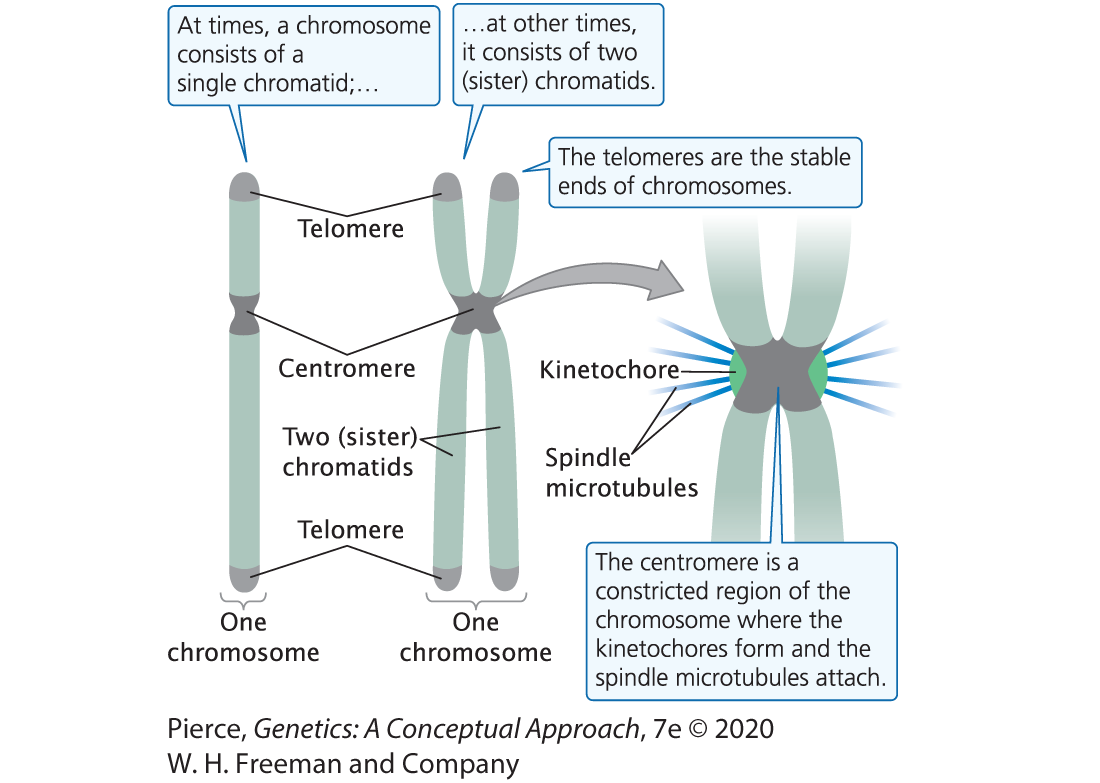 At times, a chromosome
consists of a
single chromatid;…
…at other times,
it consists of two
(sister) chromatids.
The telomeres are the stable
ends of chromosomes.
Telomere
Centromere
Kinetochore
Two (sister)
chromatids
Spindle
microtubules
Telomere
One
chromosome
One
chromosome
The centromere is a
constricted region of the
chromosome where the
kinetochores form and the
spindle microtubules attach.
Pierce, Genetics: A Conceptual Approach, 7e © 2020
W. H. Freeman and Company